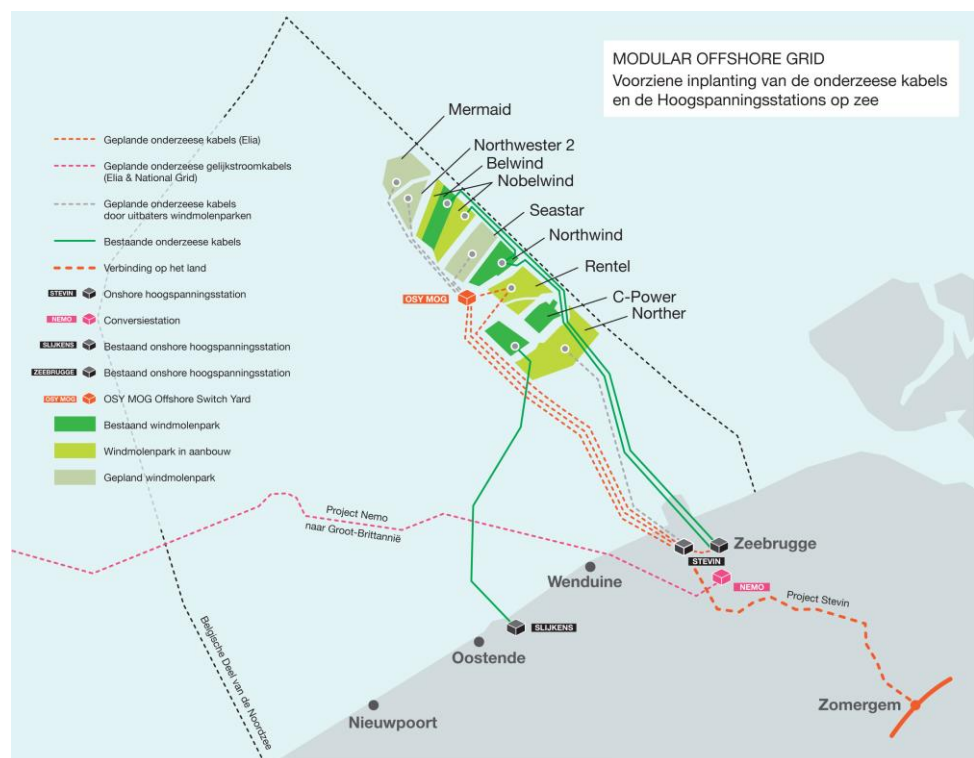 MODULAR OFFSHORE GRID
Voorziene inplanting van de onderzeese kabels
en de Hoogspanningsstations op zee
Mermaid
Northwester 2
Belwind
Nobelwind
Seastar
Northwind
Rentel
C-Power
Norther
Geplande onderzeese kabels (Elia)
Geplande onderzeese gelijkstroomkabels
(Elia & National Grid)
Geplande onderzeese kabels
door uitbaters windmolenparken
Bestaande onderzeese kabels
Verbinding op het land
STEVIN Onshore hoogspanningsstation
NEMO Conversiestation
SLIJKENS Bestaand onshore hoogspanningsstation
ZEEBRUGGE Bestaand onshore hoogspanningsstation
OSY MOG OSY MOG Offshore Switch Yard
Bestaand windmolenpark
Windmolenpark in aanbouw
Gepland windmolenpark
OSY MOG
Project Nemo
naar Groot-Brittannië
Zeebrugge
STEVIN
Wenduine
NEMO
Project Stevin
SLIJKENS
Oostende
Belgische Deel van de Noordzee
Nieuwpoort
Zomergem